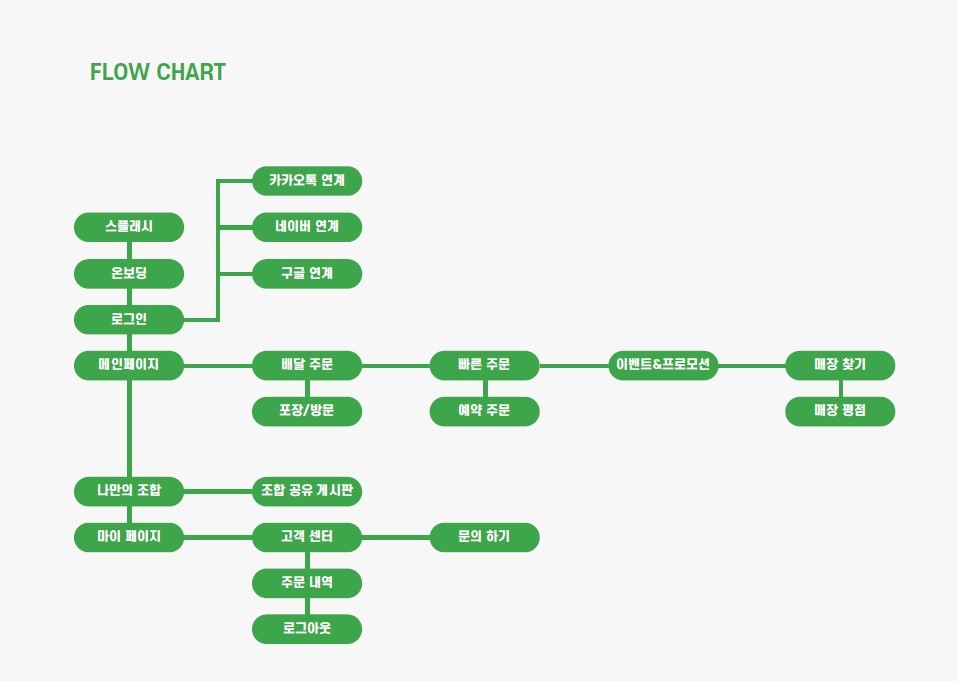 FLOW CHART
카카오톡 연계
스플래시
네이버 연계
온보딩
구글 연계
로그인
메인페이지
배달 주문
빠른 주문
이벤트&프로모션
매장 찾기
포장/방문
예약 주문
매장 평점
나만의 조합
조합 공유 게시판
마이 페이지
고객 센터
문의 하기
주문 내역
로그아웃